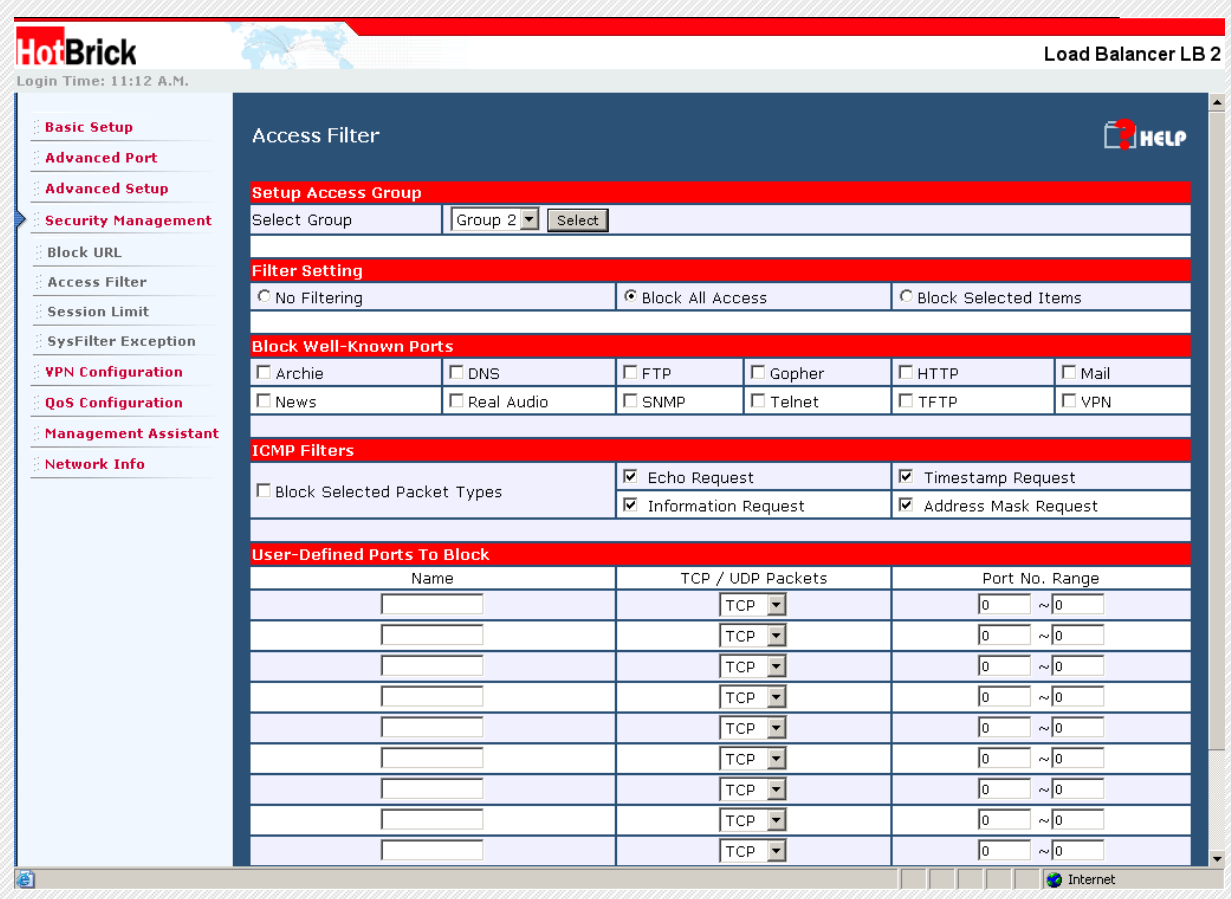 HotBrick
Load Balancer LB 2
Login Time: 11:12 A.M.
Basic Setup
Advanced Port
Advanced Setup
Security Management
Block URL
Access Filter
Session Limit
SysFilter Exception
VPN Configuration
QoS Configuration
Management Assistant
Network Info
Access Filter
? HELP
Setup Access Group
Select Group Group 2 Select
Filter Setting
No Filtering Block All Access Block Selected Items
Block Well-Known Ports
Archie DNS FTP Gopher HTTP Mail
News Real Audio SNMP Telnet TFTP VPN
ICMP Filters
Block Selected Packet Types
Echo Request Timestamp Request
Information Request Address Mask Request
User-Defined Ports To Block
Name TCP / UDP Packets Port No. Range
TCP 0 ~ 0
TCP 0 ~ 0
TCP 0 ~ 0
TCP 0 ~ 0
TCP 0 ~ 0
TCP 0 ~ 0
TCP 0 ~ 0
TCP 0 ~ 0
TCP 0 ~ 0
Internet